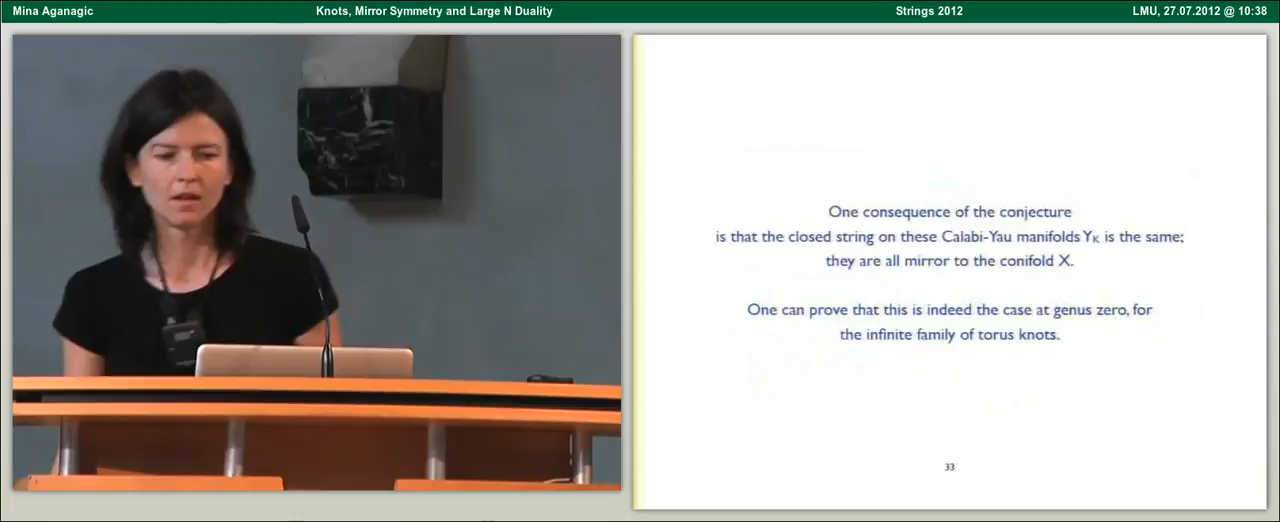 Mina Aganagic Knots, Mirror Symmetry and Large N Duality Strings 2012 LMU, 27.07.2012 @ 10:38
One consequence of the conjecture
is that the closed string on these Calabi-Yau manifolds Y_K is the same;
they are all mirror to the conifold X.
One can prove that this is indeed the case at genus zero, for
the infinite family of torus knots.
33